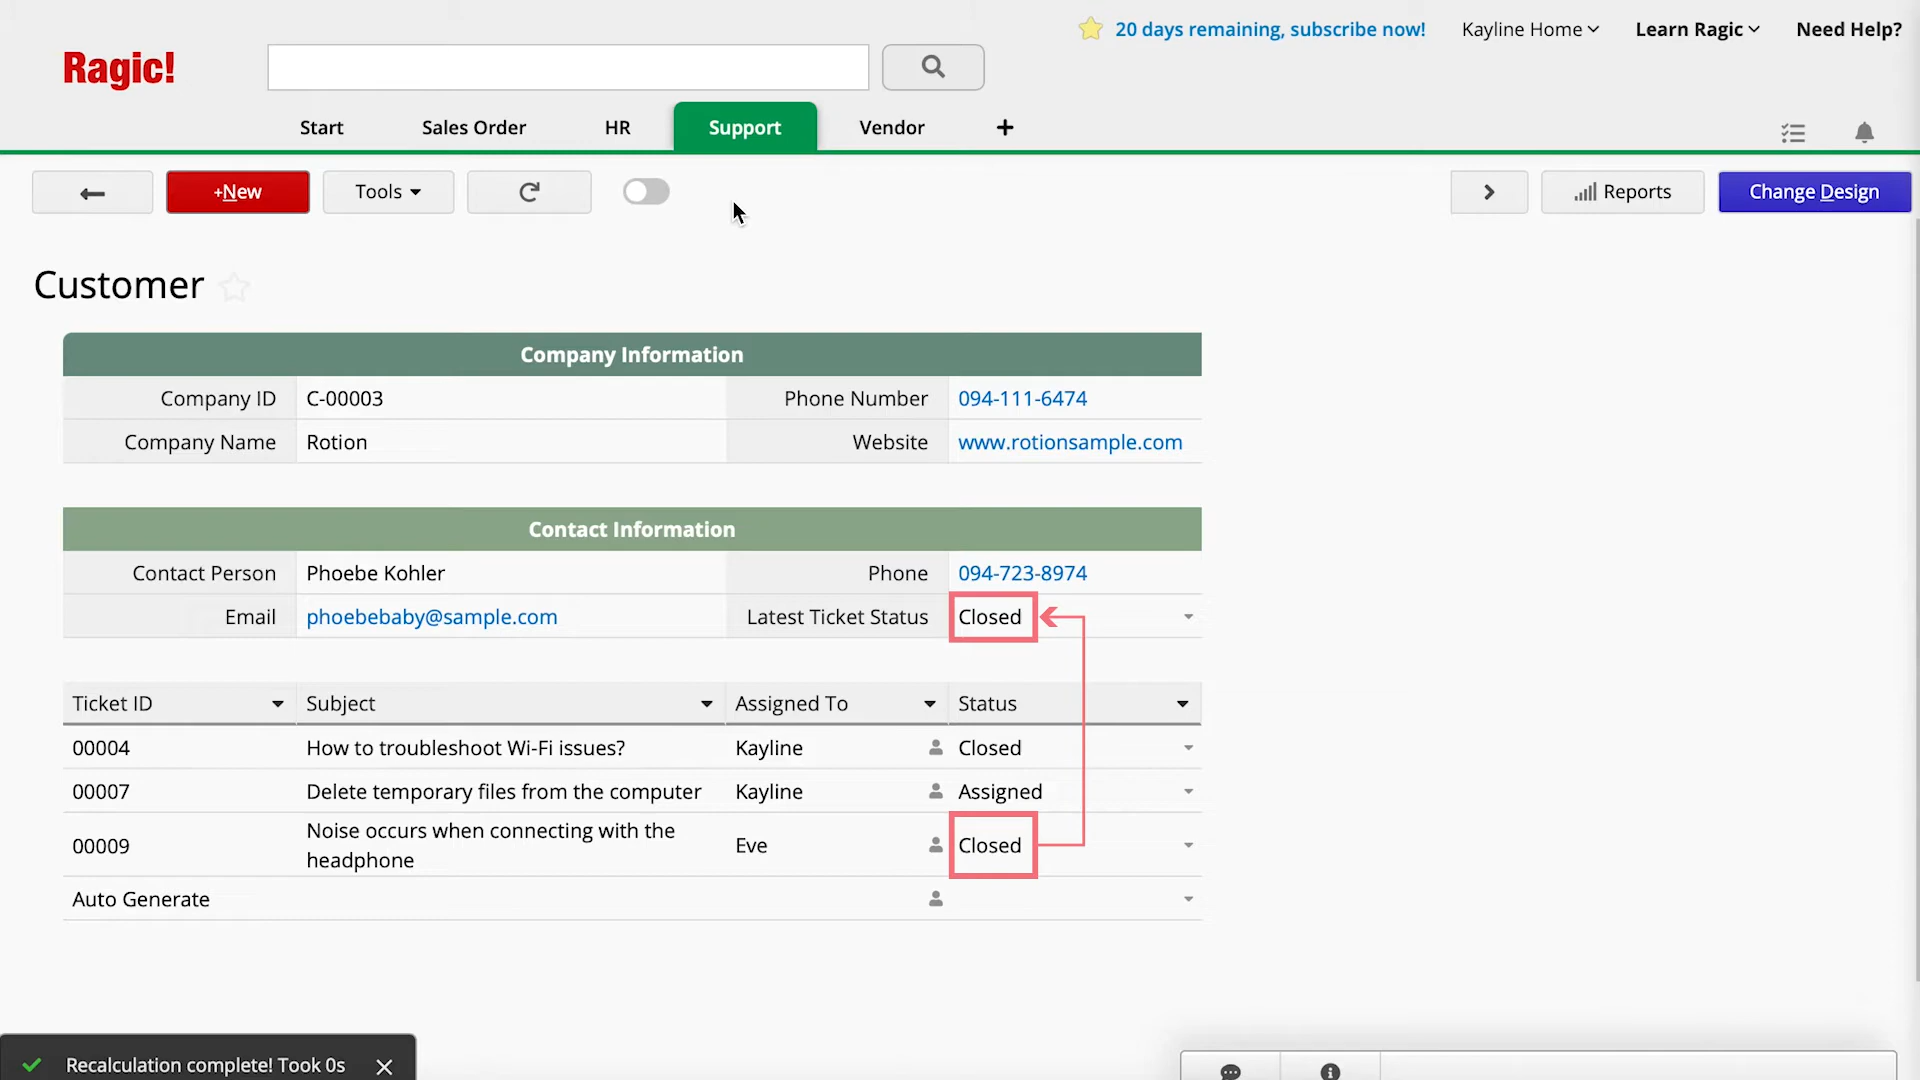 20 days remaining, subscribe now!
Kayline Home
Learn Ragic
Need Help?
Ragic!
Start
Sales Order
HR
Support
Vendor
+
+New
Tools
Reports
Change Design
Customer
Company Information
Company ID
C-00003
Phone Number
094-111-6474
Company Name
Rotion
Website
www.rotionsample.com
Contact Information
Contact Person
Phoebe Kohler
Phone
094-723-8974
Email
phoebebaby@sample.com
Latest Ticket Status
Closed
Ticket ID
Subject
Assigned To
Status
00004
How to troubleshoot Wi-Fi issues?
Kayline
Closed
00007
Delete temporary files from the computer
Kayline
Assigned
00009
Noise occurs when connecting with the
headphone
Eve
Closed
Auto Generate
Recalculation complete! Took 0s